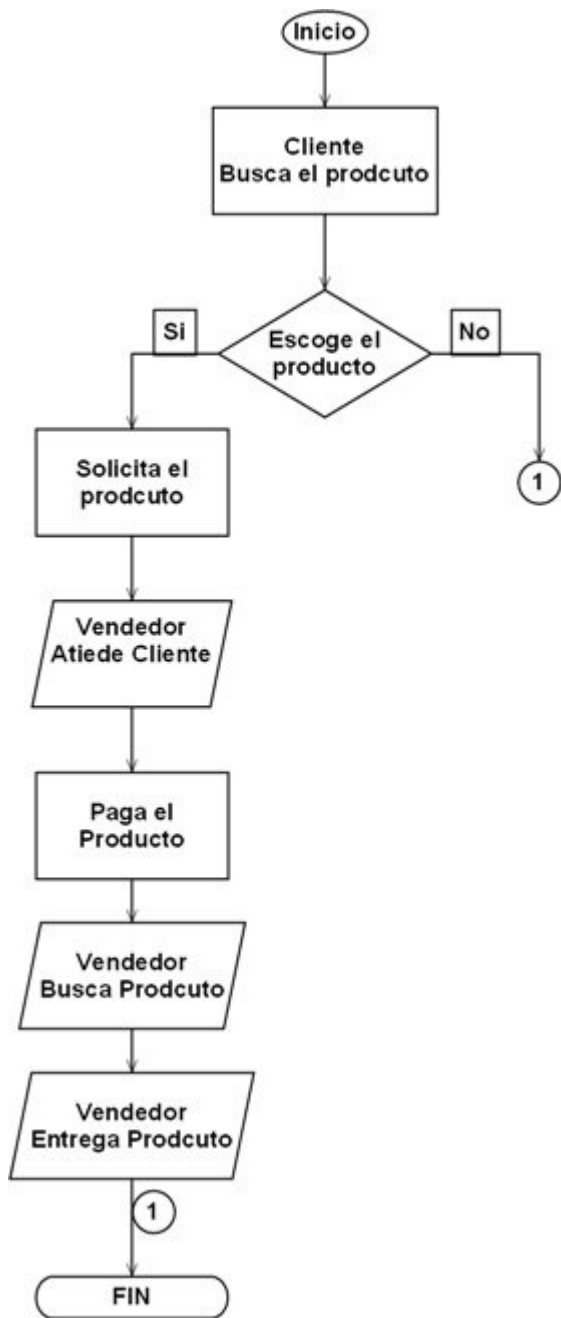 Inicio
Cliente
Busca el prodcuto
Escoge el
producto
Si
No
1
Solicita el
prodcuto
Vendedor
Atiede Cliente
Paga el
Producto
Vendedor
Busca Prodcuto
Vendedor
Entrega Prodcuto
1
FIN